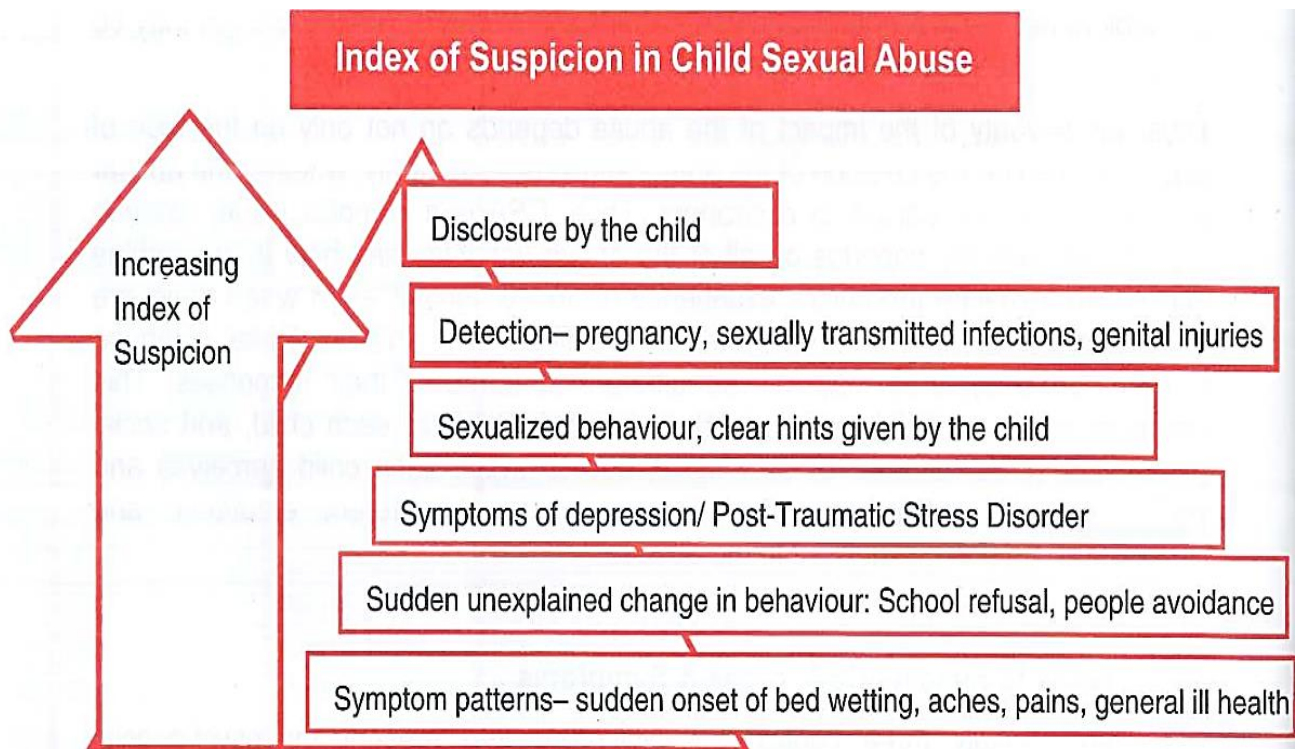 Index of Suspicion in Child Sexual Abuse
Increasing
Index of
Suspicion
Disclosure by the child
Detection– pregnancy, sexually transmitted infections, genital injuries
Sexualized behaviour, clear hints given by the child
Symptoms of depression/ Post-Traumatic Stress Disorder
Sudden unexplained change in behaviour: School refusal, people avoidance
Symptom patterns– sudden onset of bed wetting, aches, pains, general ill health